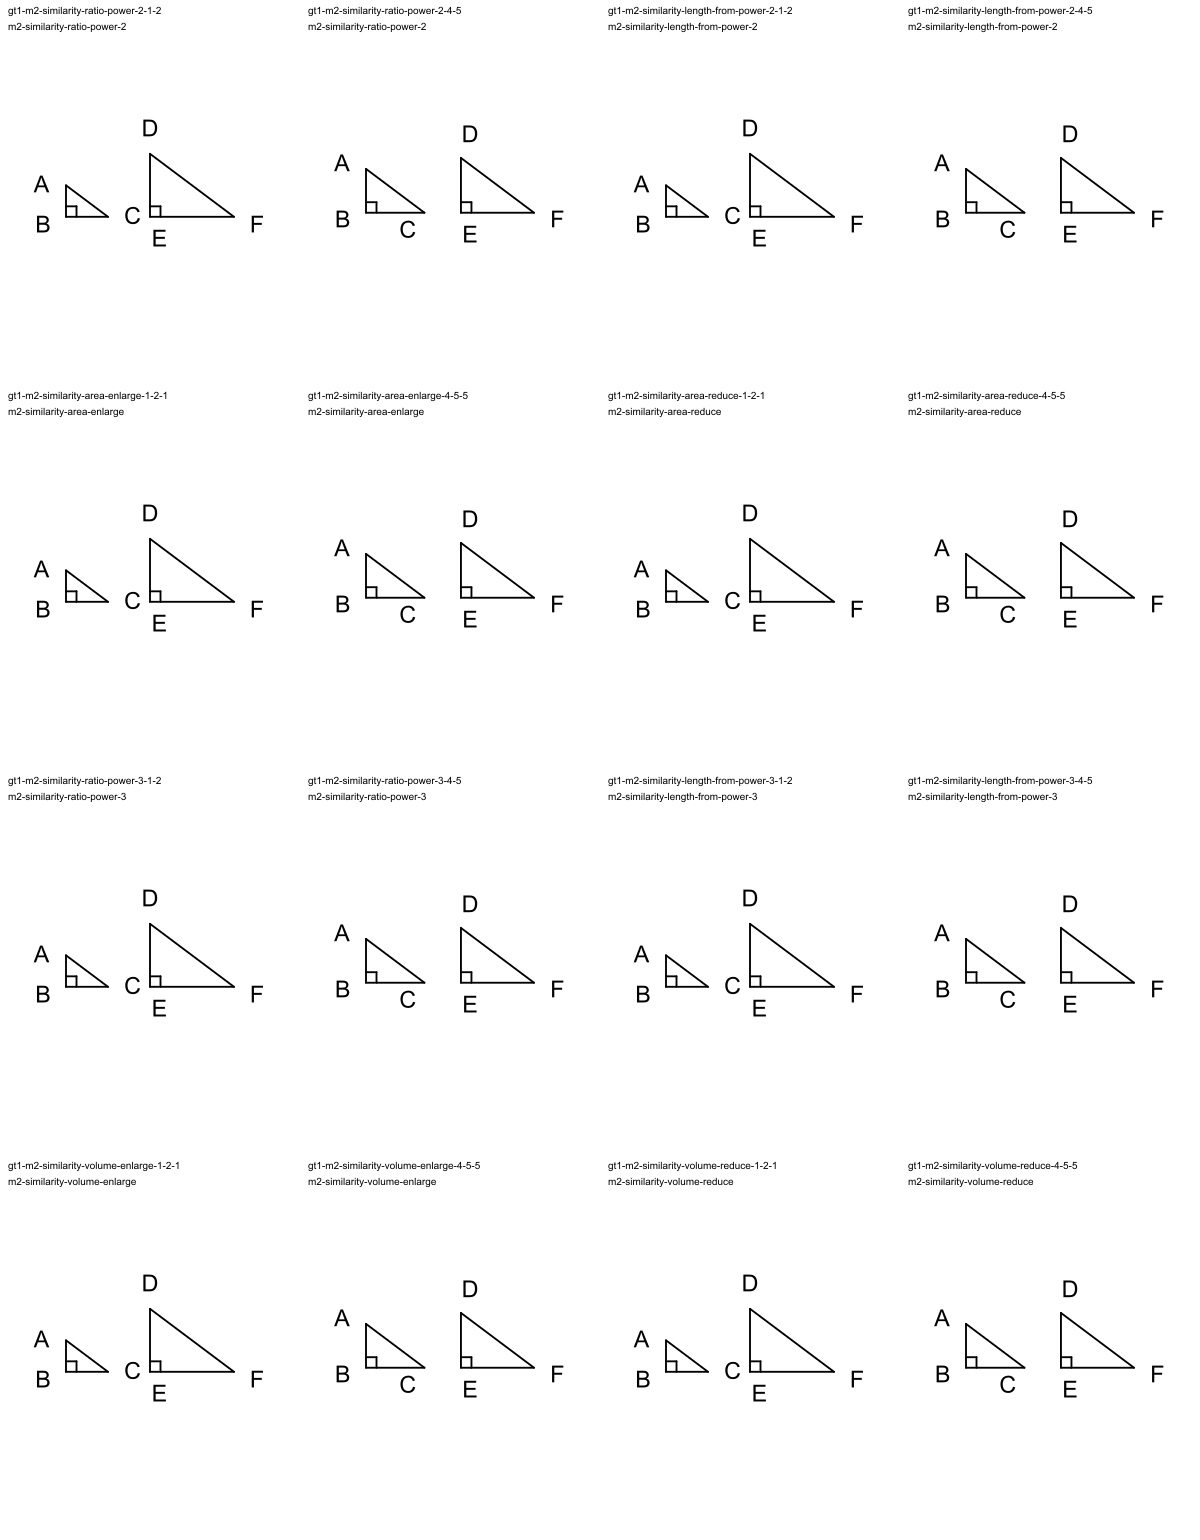 gt1-m2-similarity-ratio-power-2-1-2
m2-similarity-ratio-power-2
D
A
B
C
E
F
gt1-m2-similarity-ratio-power-2-4-5
m2-similarity-ratio-power-2
D
A
B
C
E
F
gt1-m2-similarity-length-from-power-2-1-2
m2-similarity-length-from-power-2
D
A
B
C
E
F
gt1-m2-similarity-length-from-power-2-4-5
m2-similarity-length-from-power-2
D
A
B
C
E
F
gt1-m2-similarity-area-enlarge-1-2-1
m2-similarity-area-enlarge
D
A
B
C
E
F
gt1-m2-similarity-area-enlarge-4-5-5
m2-similarity-area-enlarge
D
A
B
C
E
F
gt1-m2-similarity-area-reduce-1-2-1
m2-similarity-area-reduce
D
A
B
C
E
F
gt1-m2-similarity-area-reduce-4-5-5
m2-similarity-area-reduce
D
A
B
C
E
F
gt1-m2-similarity-ratio-power-3-1-2
m2-similarity-ratio-power-3
D
A
B
C
E
F
gt1-m2-similarity-ratio-power-3-4-5
m2-similarity-ratio-power-3
D
A
B
C
E
F
gt1-m2-similarity-length-from-power-3-1-2
m2-similarity-length-from-power-3
D
A
B
C
E
F
gt1-m2-similarity-length-from-power-3-4-5
m2-similarity-length-from-power-3
D
A
B
C
E
F
gt1-m2-similarity-volume-enlarge-1-2-1
m2-similarity-volume-enlarge
D
A
B
C
E
F
gt1-m2-similarity-volume-enlarge-4-5-5
m2-similarity-volume-enlarge
D
A
B
C
E
F
gt1-m2-similarity-volume-reduce-1-2-1
m2-similarity-volume-reduce
D
A
B
C
E
F
gt1-m2-similarity-volume-reduce-4-5-5
m2-similarity-volume-reduce
D
A
B
C
E
F